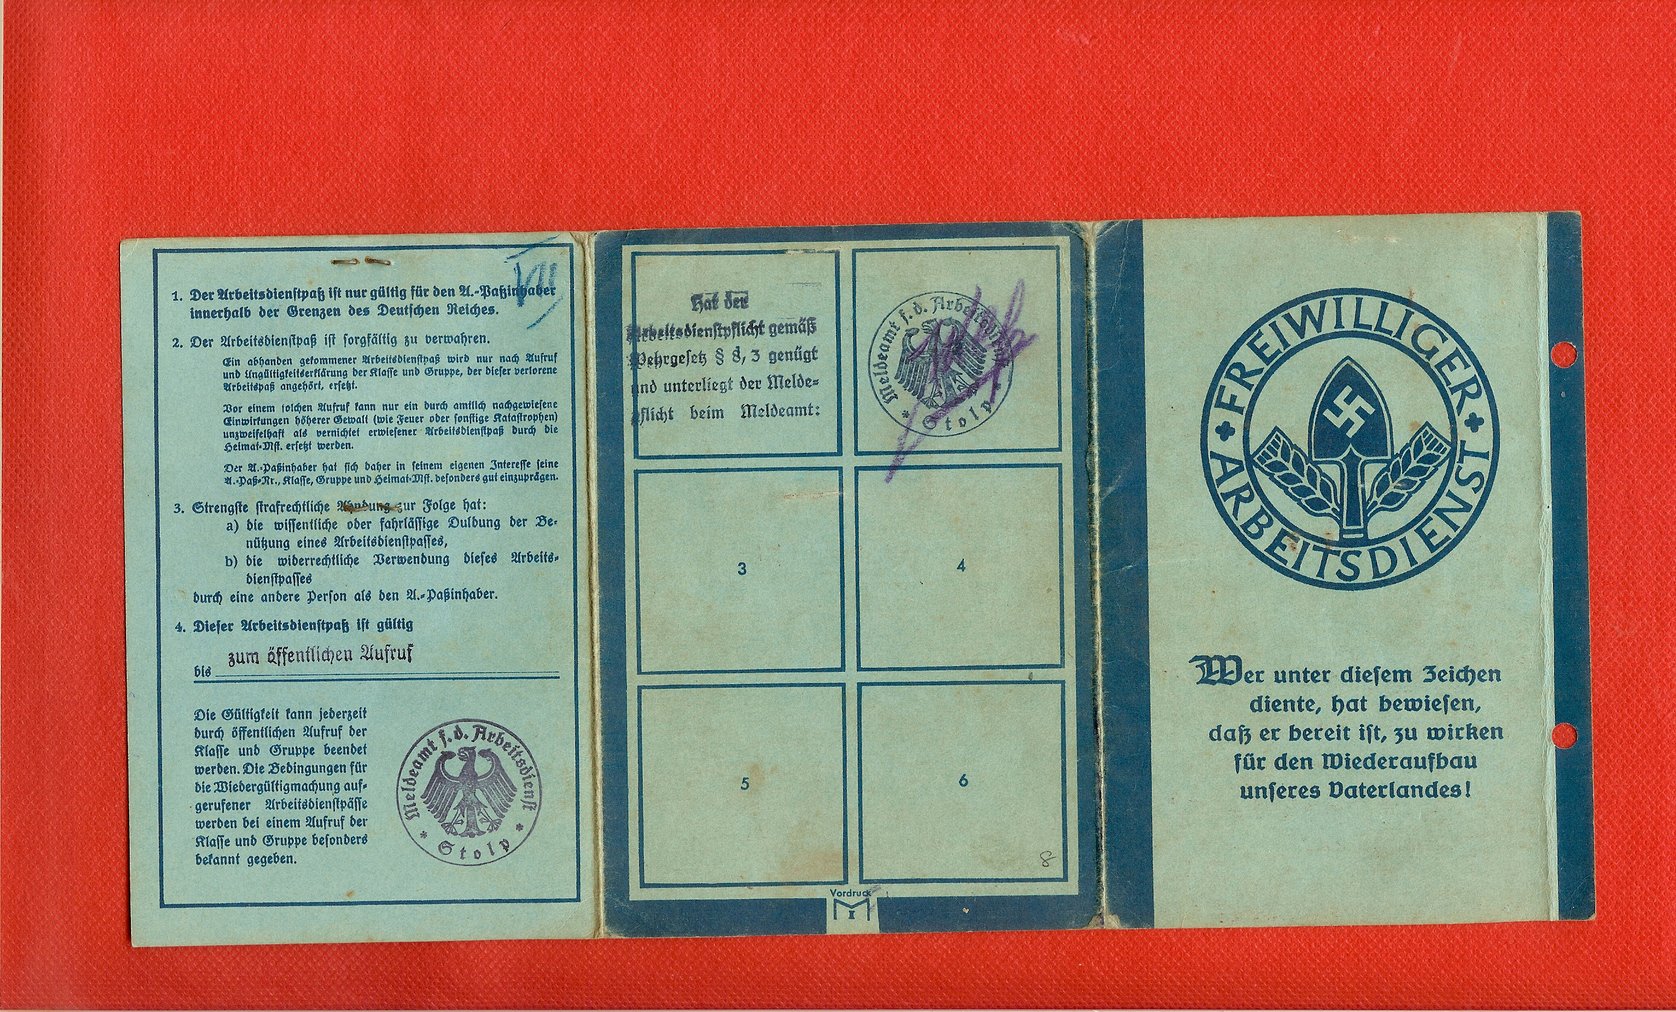 VII
1. Der Arbeitsdienstpaß ist nur gültig für den A.-Paßinhaber
innerhalb der Grenzen des Deutschen Reiches.
2. Der Arbeitsdienstpaß ist sorgfältig zu verwahren.
Ein abhanden gekommener Arbeitsdienstpaß wird nur nach Aufruf
und Ungültigkeitserklärung der Klasse und Gruppe, der dieser verlorene
Arbeitspaß angehört, ersetzt.
Vor einem solchen Aufruf kann nur ein durch amtlich nachgewiesene
Einwirkungen höherer Gewalt (wie Feuer oder sonstige Katastrophen)
unzweifelhaft als vernichtet erwiesener Arbeitsdienstpaß durch die
Heimat-Mst. ersetzt werden.
Der A.-Paßinhaber hat sich daher in seinem eigenen Interesse seine
A.-Paß-Nr., Klasse, Gruppe und Heimat-Mst. besonders gut einzuprägen.
3. Strengste strafrechtliche Ahndung zur Folge hat:
a) die wissentliche oder fahrlässige Duldung der Be-
nützung eines Arbeitsdienstpasses,
b) die widerrechtliche Verwendung dieses Arbeits-
dienstpasses
durch eine andere Person als den A.-Paßinhaber.
4. Dieser Arbeitsdienstpaß ist gültig
bis zum öffentlichen Aufruf
Die Gültigkeit kann jederzeit
durch öffentlichen Aufruf der
Klasse und Gruppe beendet
werden. Die Bedingungen für
die Wiedergültigmachung auf-
gerufener Arbeitsdienstpässe
werden bei einem Aufruf der
Klasse und Gruppe besonders
bekannt gegeben.
Meldeamt f. d. Arbeitsdienst
* Stolp *
Hat der
Arbeitsdienstpflicht gemäß
Wehrgesetz § 8, 3 genügt
und unterliegt der Melde-
pflicht beim Meldeamt:
Meldeamt f. d. Arbeitsdienst
* Stolp *
3
4
5
6
8
Vordruck
M I
FREIWILLIGER
ARBEITSDIENST
Wer unter diesem Zeichen
diente, hat bewiesen,
daß er bereit ist, zu wirken
für den Wiederaufbau
unseres Vaterlandes!